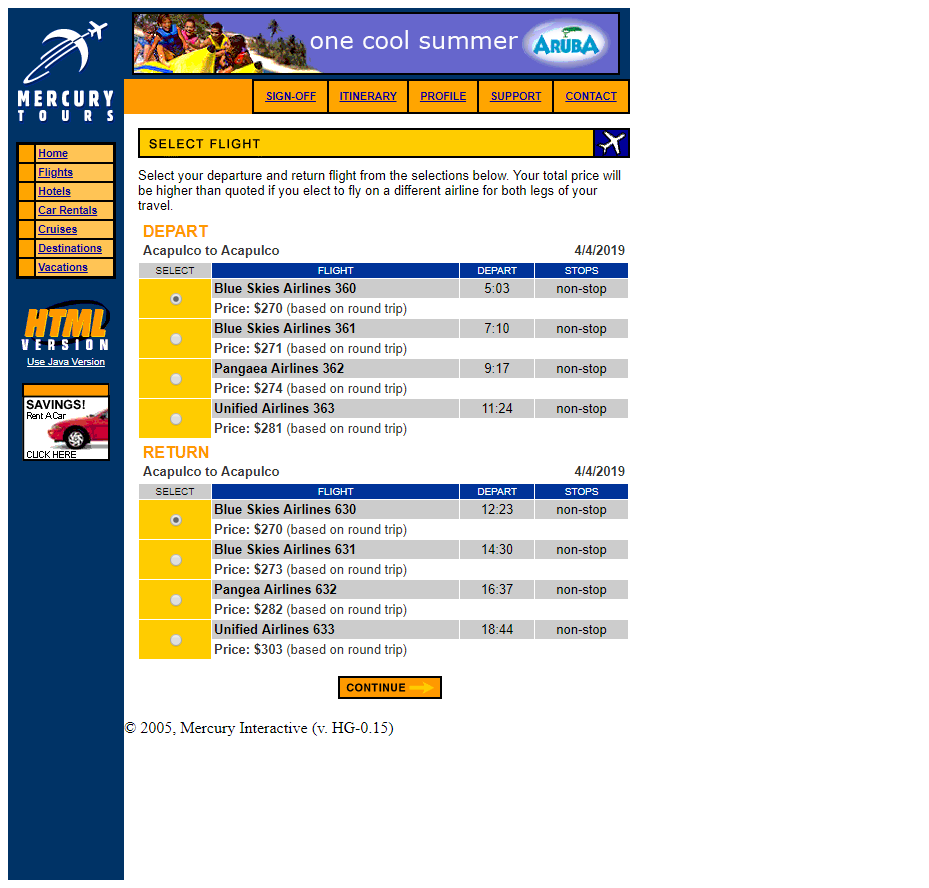 one cool summer ARUBA
MERCURY
TOURS
SIGN-OFF ITINERARY PROFILE SUPPORT CONTACT
Home
Flights
Hotels
Car Rentals
Cruises
Destinations
Vacations
HTML
VERSION
Use Java Version
SAVINGS!
Rent A Car
CLICK HERE
SELECT FLIGHT
Select your departure and return flight from the selections below. Your total price will
be higher than quoted if you elect to fly on a different airline for both legs of your
travel.
DEPART
Acapulco to Acapulco 4/4/2019
SELECT FLIGHT DEPART STOPS
Blue Skies Airlines 360 5:03 non-stop
Price: $270 (based on round trip)
Blue Skies Airlines 361 7:10 non-stop
Price: $271 (based on round trip)
Pangaea Airlines 362 9:17 non-stop
Price: $274 (based on round trip)
Unified Airlines 363 11:24 non-stop
Price: $281 (based on round trip)
RETURN
Acapulco to Acapulco 4/4/2019
SELECT FLIGHT DEPART STOPS
Blue Skies Airlines 630 12:23 non-stop
Price: $270 (based on round trip)
Blue Skies Airlines 631 14:30 non-stop
Price: $273 (based on round trip)
Pangea Airlines 632 16:37 non-stop
Price: $282 (based on round trip)
Unified Airlines 633 18:44 non-stop
Price: $303 (based on round trip)
CONTINUE
© 2005, Mercury Interactive (v. HG-0.15)